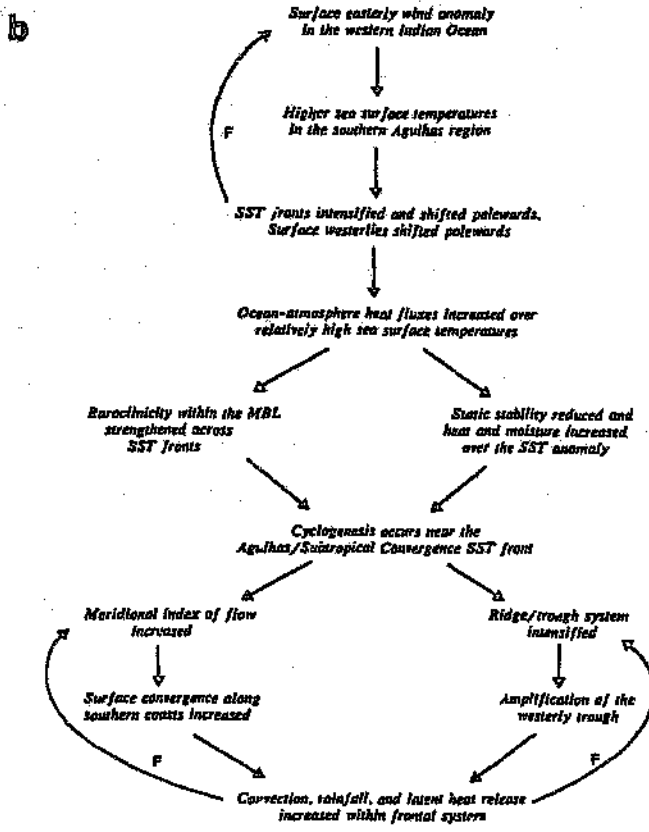 b
Surface easterly wind anomaly
in the western Indian Ocean
Higher sea surface temperatures
in the southern Agulhas region
F
SST fronts intensified and shifted polewards.
Surface westerlies shifted polewards
Ocean-atmosphere heat fluxes increased over
relatively high sea surface temperatures
Baroclinicity within the MBL
strengthened across
SST fronts
Static stability reduced and
heat and moisture increased
over the SST anomaly
Cyclogenesis occurs near the
Agulhas/Subtropical Convergence SST front
Meridional index of flow
increased
Ridge/trough system
intensified
Surface convergence along
southern coasts increased
Amplification of the
westerly trough
F
F
Convection, rainfall, and latent heat release
increased within frontal system